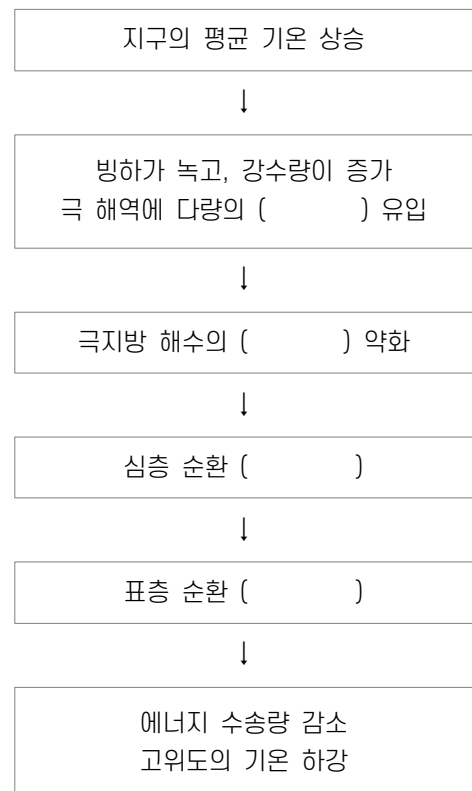 지구의 평균 기온 상승
↓
빙하가 녹고, 강수량이 증가
극 해역에 다량의 (        ) 유입
↓
극지방 해수의 (        ) 약화
↓
심층 순환 (        )
↓
표층 순환 (        )
↓
에너지 수송량 감소
고위도의 기온 하강